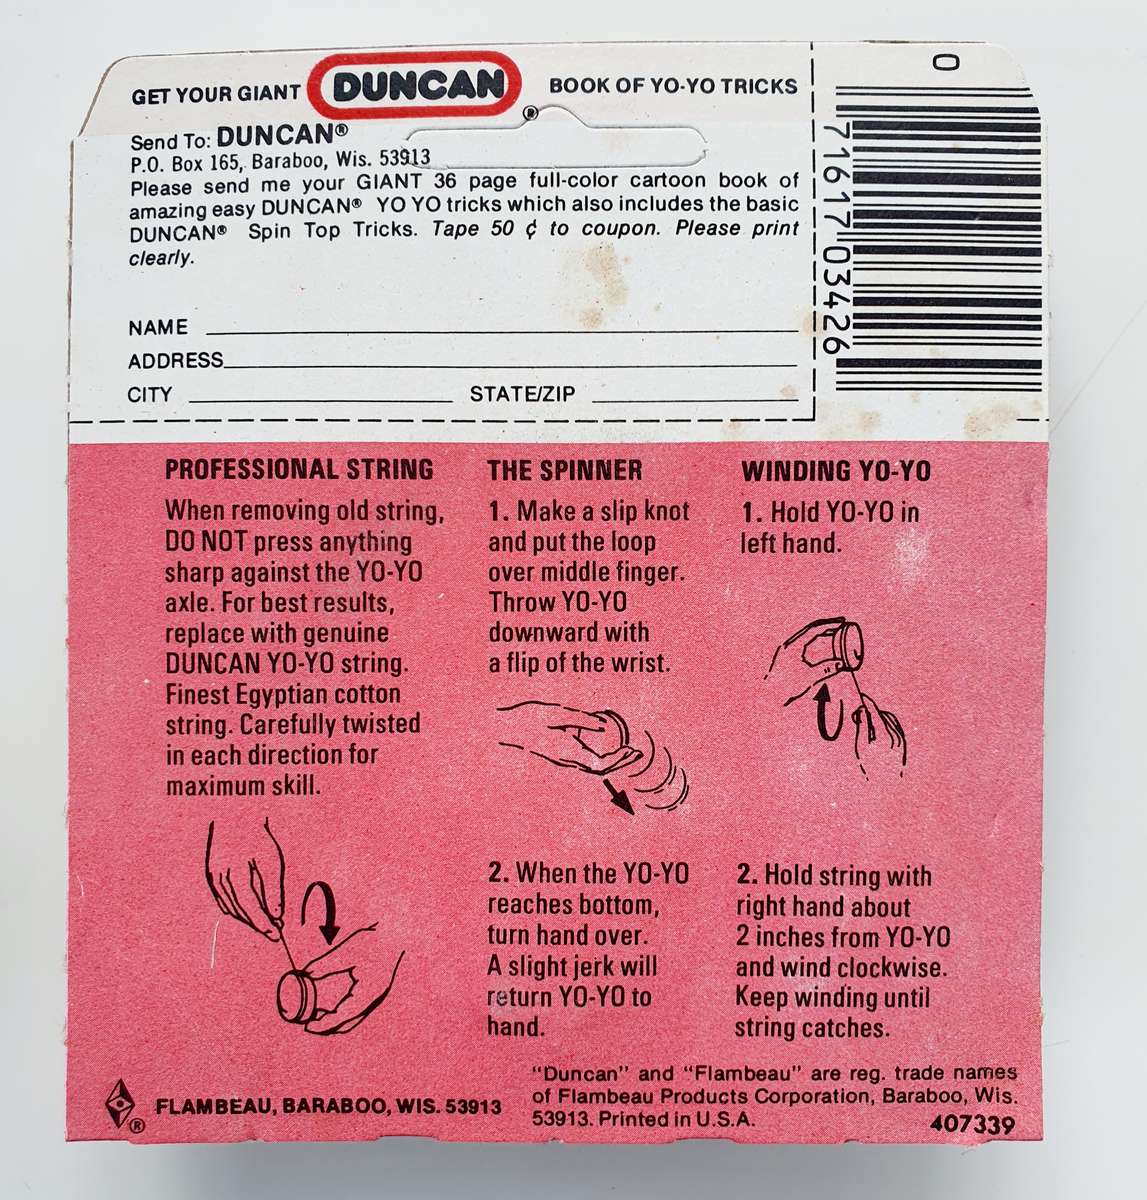 GET YOUR GIANT DUNCAN® BOOK OF YO-YO TRICKS
Send To: DUNCAN®
P.O. Box 165, Baraboo, Wis. 53913
Please send me your GIANT 36 page full-color cartoon book of
amazing easy DUNCAN® YO YO tricks which also includes the basic
DUNCAN® Spin Top Tricks. Tape 50 ¢ to coupon. Please print
clearly.
NAME
ADDRESS
CITY STATE/ZIP
0
71617 03426
PROFESSIONAL STRING
When removing old string,
DO NOT press anything
sharp against the YO-YO
axle. For best results,
replace with genuine
DUNCAN YO-YO string.
Finest Egyptian cotton
string. Carefully twisted
in each direction for
maximum skill.
THE SPINNER
1. Make a slip knot
and put the loop
over middle finger.
Throw YO-YO
downward with
a flip of the wrist.
2. When the YO-YO
reaches bottom,
turn hand over.
A slight jerk will
return YO-YO to
hand.
WINDING YO-YO
1. Hold YO-YO in
left hand.
2. Hold string with
right hand about
2 inches from YO-YO
and wind clockwise.
Keep winding until
string catches.
® FLAMBEAU, BARABOO, WIS. 53913
"Duncan" and "Flambeau" are reg. trade names
of Flambeau Products Corporation, Baraboo, Wis.
53913. Printed in U.S.A.
407339